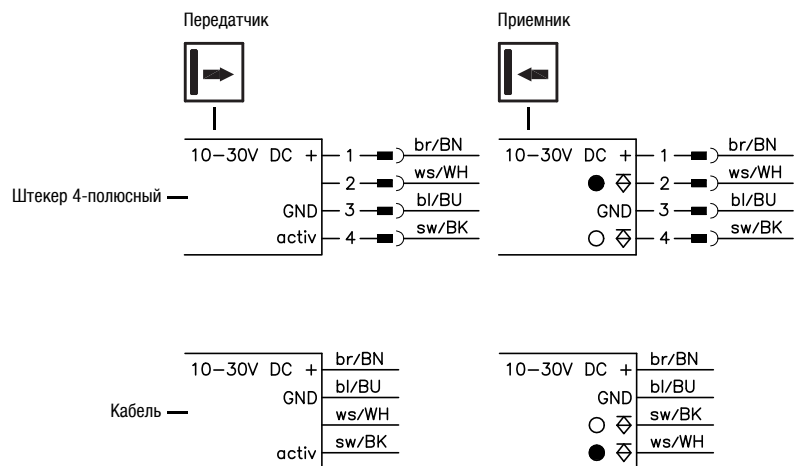 Передатчик
Приемник
Штекер 4-полюсный
10-30V DC + 1 br/BN
2 ws/WH
GND 3 bl/BU
activ 4 sw/BK
10-30V DC + 1 br/BN
2 ws/WH
GND 3 bl/BU
4 sw/BK
Кабель
10-30V DC + br/BN
GND bl/BU
ws/WH
activ sw/BK
10-30V DC + br/BN
GND bl/BU
sw/BK
ws/WH